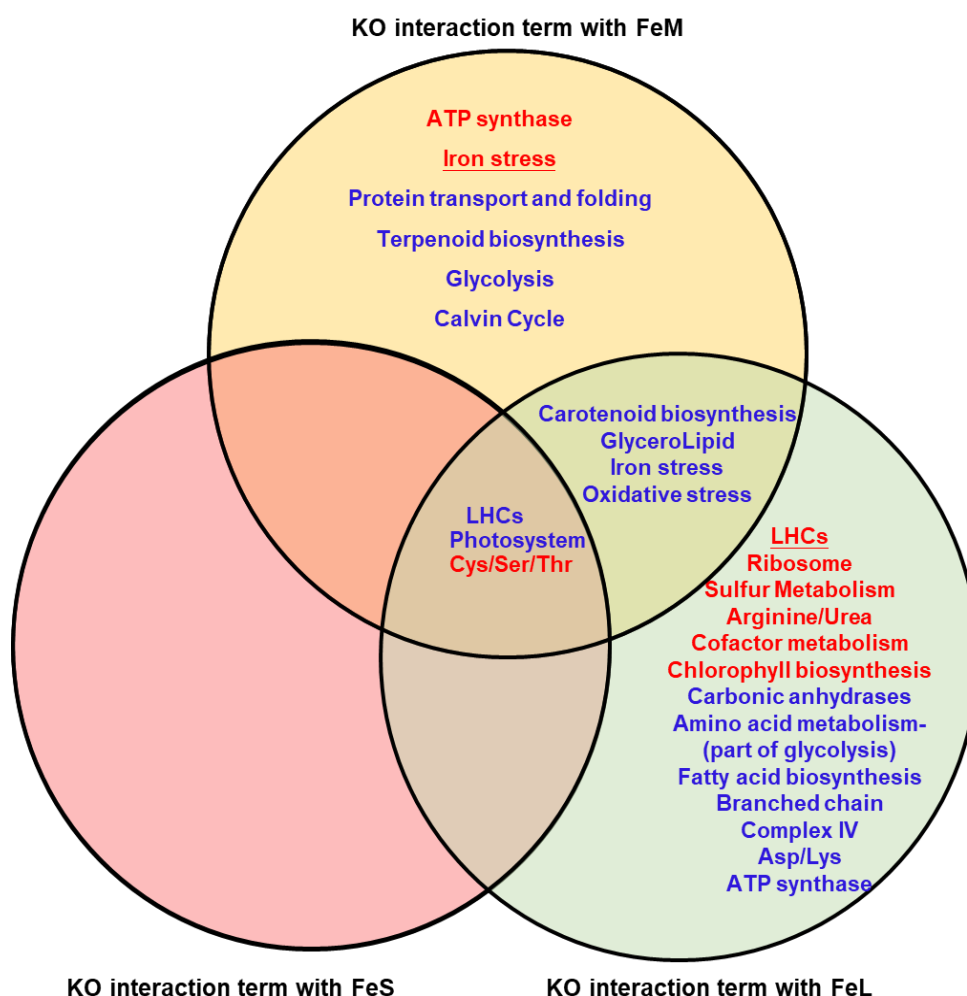 KO interaction term with FeM
ATP synthase
Iron stress
Protein transport and folding
Terpenoid biosynthesis
Glycolysis
Calvin Cycle
Carotenoid biosynthesis
GlyceroLipid
Iron stress
Oxidative stress
LHCs
Photosystem
Cys/Ser/Thr
LHCs
Ribosome
Sulfur Metabolism
Arginine/Urea
Cofactor metabolism
Chlorophyll biosynthesis
Carbonic anhydrases
Amino acid metabolism-
(part of glycolysis)
Fatty acid biosynthesis
Branched chain
Complex IV
Asp/Lys
ATP synthase
KO interaction term with FeS
KO interaction term with FeL